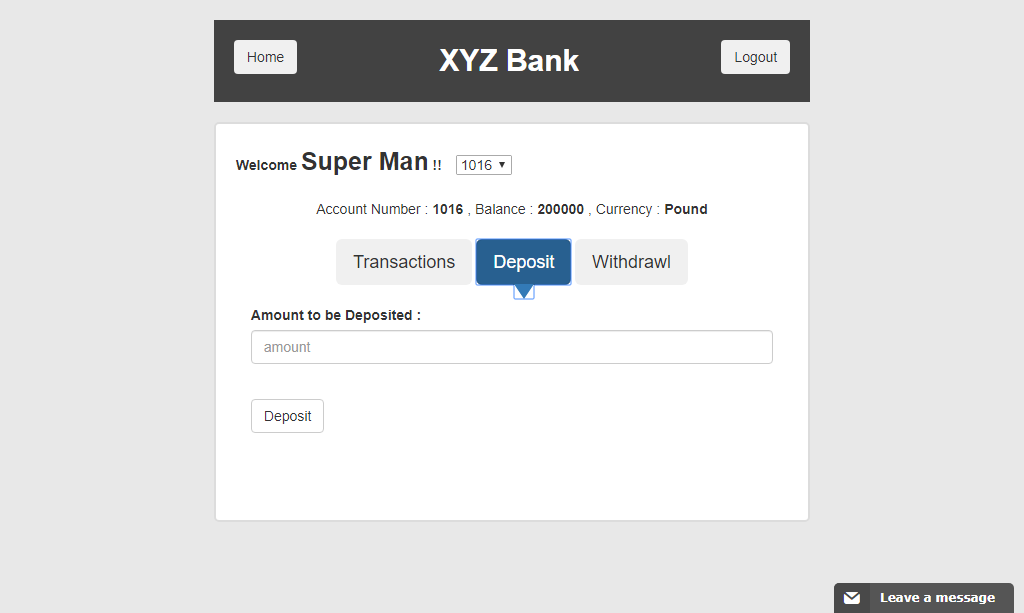 Home XYZ Bank Logout
Welcome Super Man !! 1016
Account Number : 1016 , Balance : 200000 , Currency : Pound
Transactions Deposit Withdrawl
Amount to be Deposited :
amount
Deposit
Leave a message